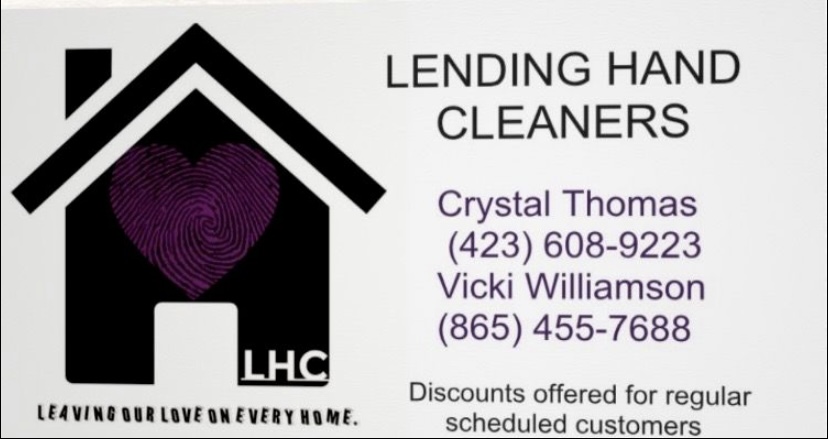 LENDING HAND
CLEANERS
Crystal Thomas
(423) 608-9223
Vicki Williamson
(865) 455-7688
Discounts offered for regular
scheduled customers
LHC
LEAVING OUR LOVE ON EVERY HOME.